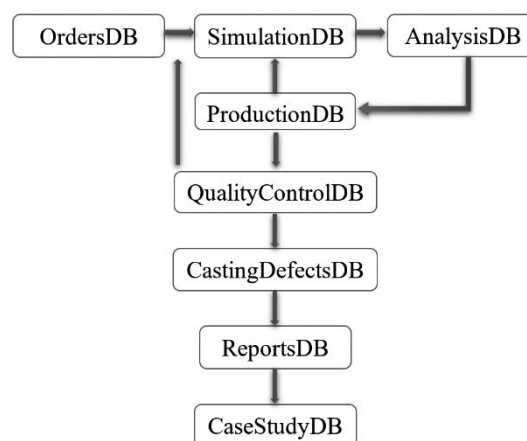 OrdersDB
SimulationDB
AnalysisDB
ProductionDB
QualityControlDB
CastingDefectsDB
ReportsDB
CaseStudyDB